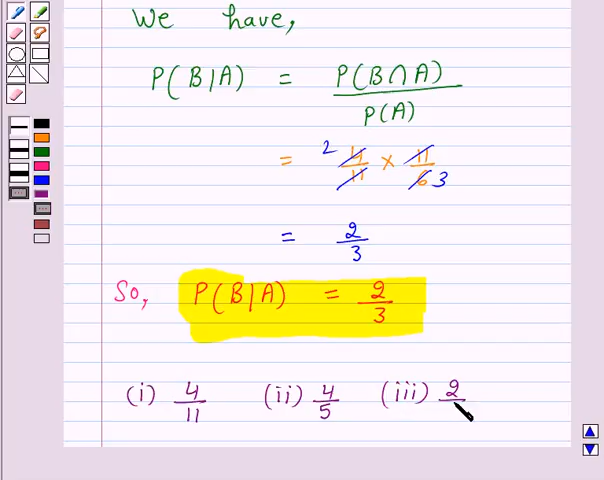 We have,
P(B|A) = P(B∩A)/P(A)
= 2 4/11 × 11/6 3
= 2/3
So, P(B|A) = 2/3
(i) 4/11 (ii) 4/5 (iii) 2/